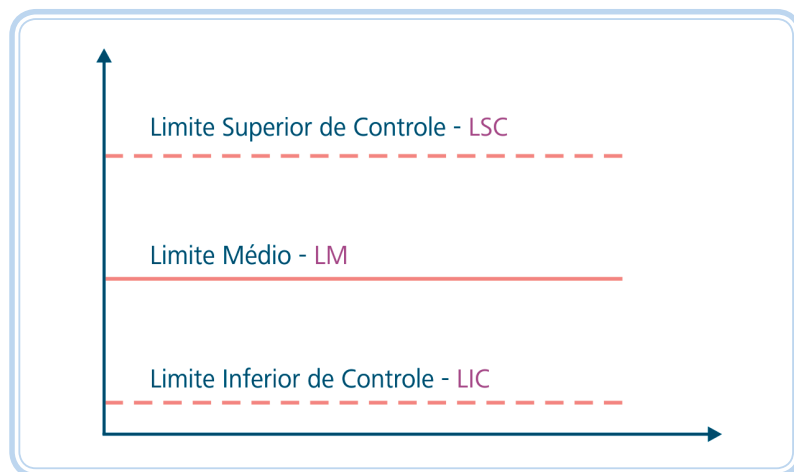 Limite Superior de Controle - LSC
Limite Médio - LM
Limite Inferior de Controle - LIC